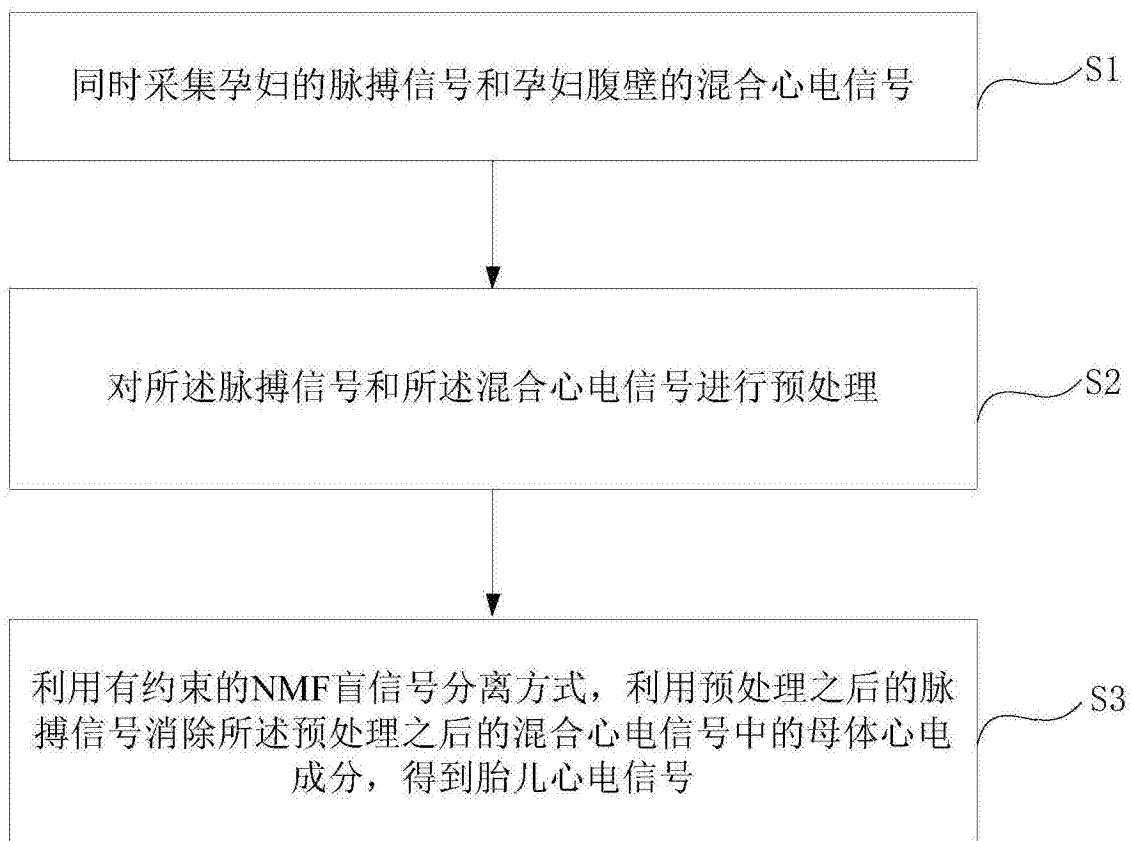 同时采集孕妇的脉搏信号和孕妇腹壁的混合心电信号
S1
对所述脉搏信号和所述混合心电信号进行预处理
S2
利用有约束的NMF盲信号分离方式，利用预处理之后的脉
搏信号消除所述预处理之后的混合心电信号中的母体心电
成分，得到胎儿心电信号
S3